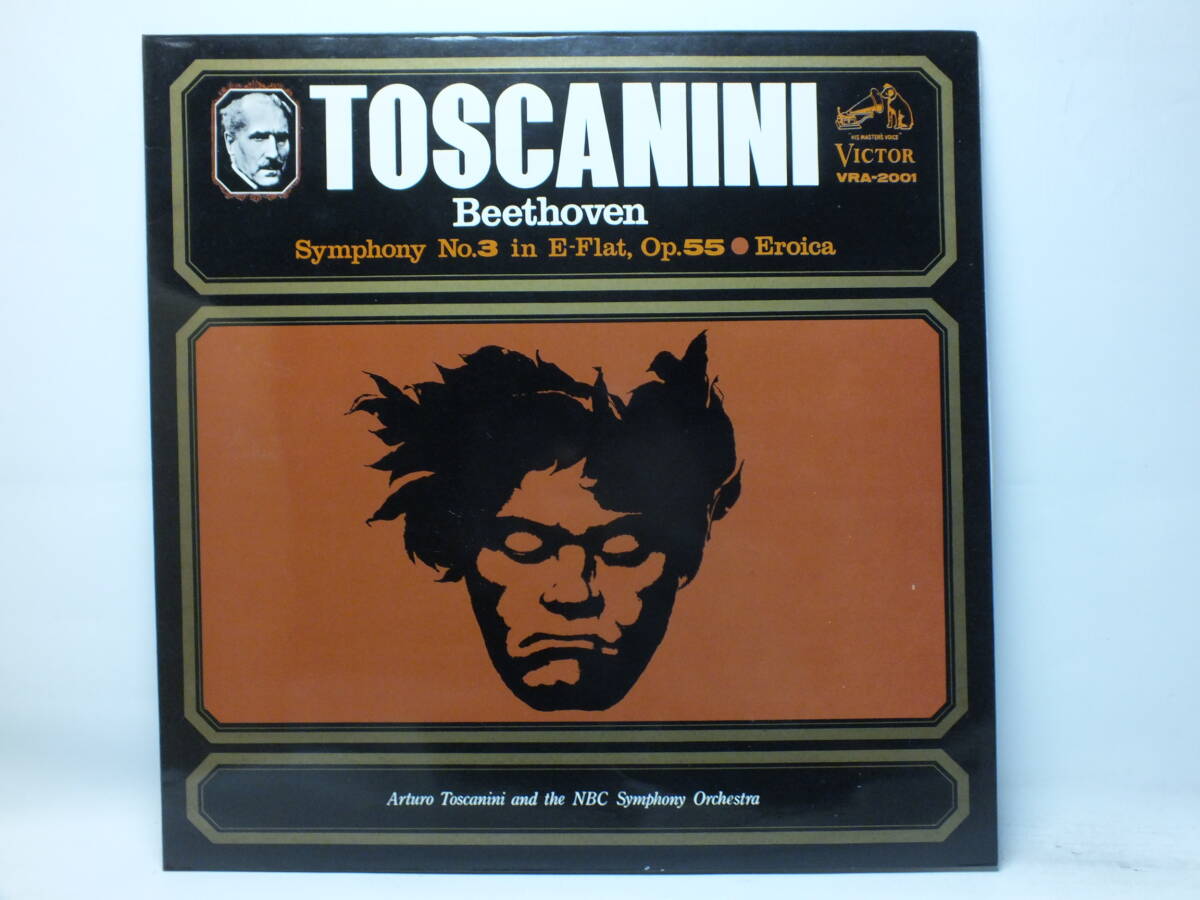 TOSCANINI
"HIS MASTER'S VOICE"
VICTOR
VRA-2001
Beethoven
Symphony No.3 in E-Flat, Op.55 ● Eroica
Arturo Toscanini and the NBC Symphony Orchestra